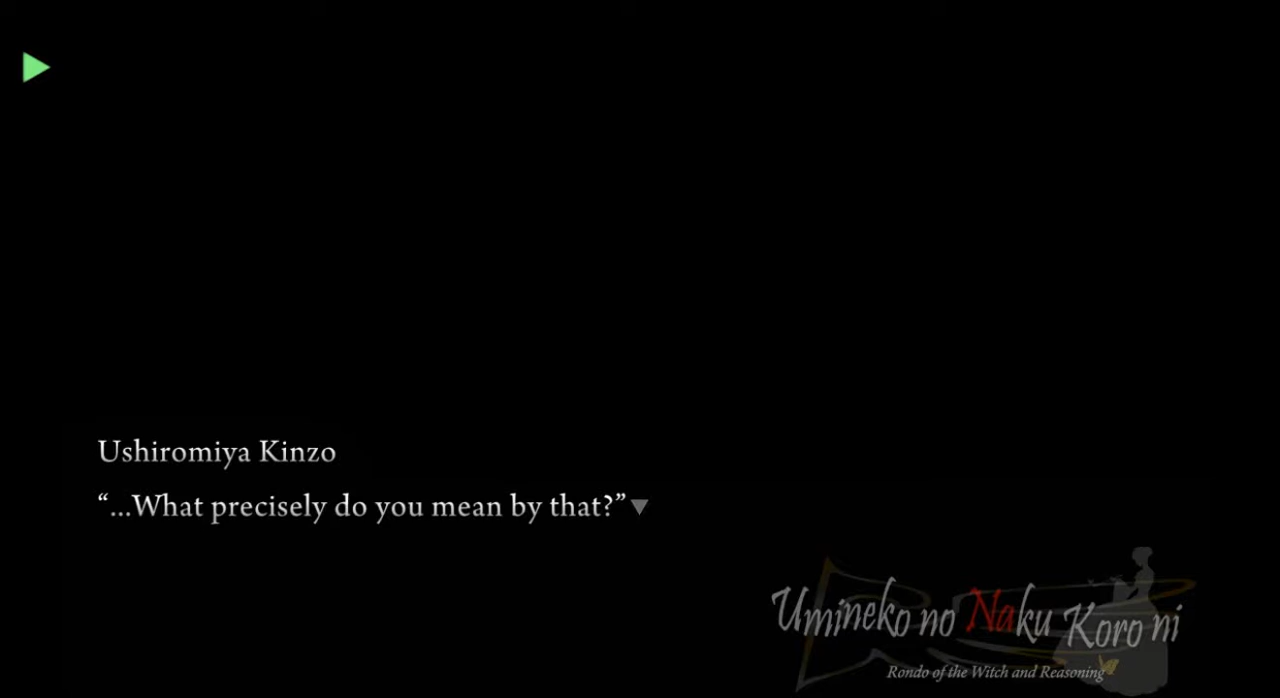 Ushiromiya Kinzo
“...What precisely do you mean by that?”
Umineko no Naku Koro ni
Rondo of the Witch and Reasoning